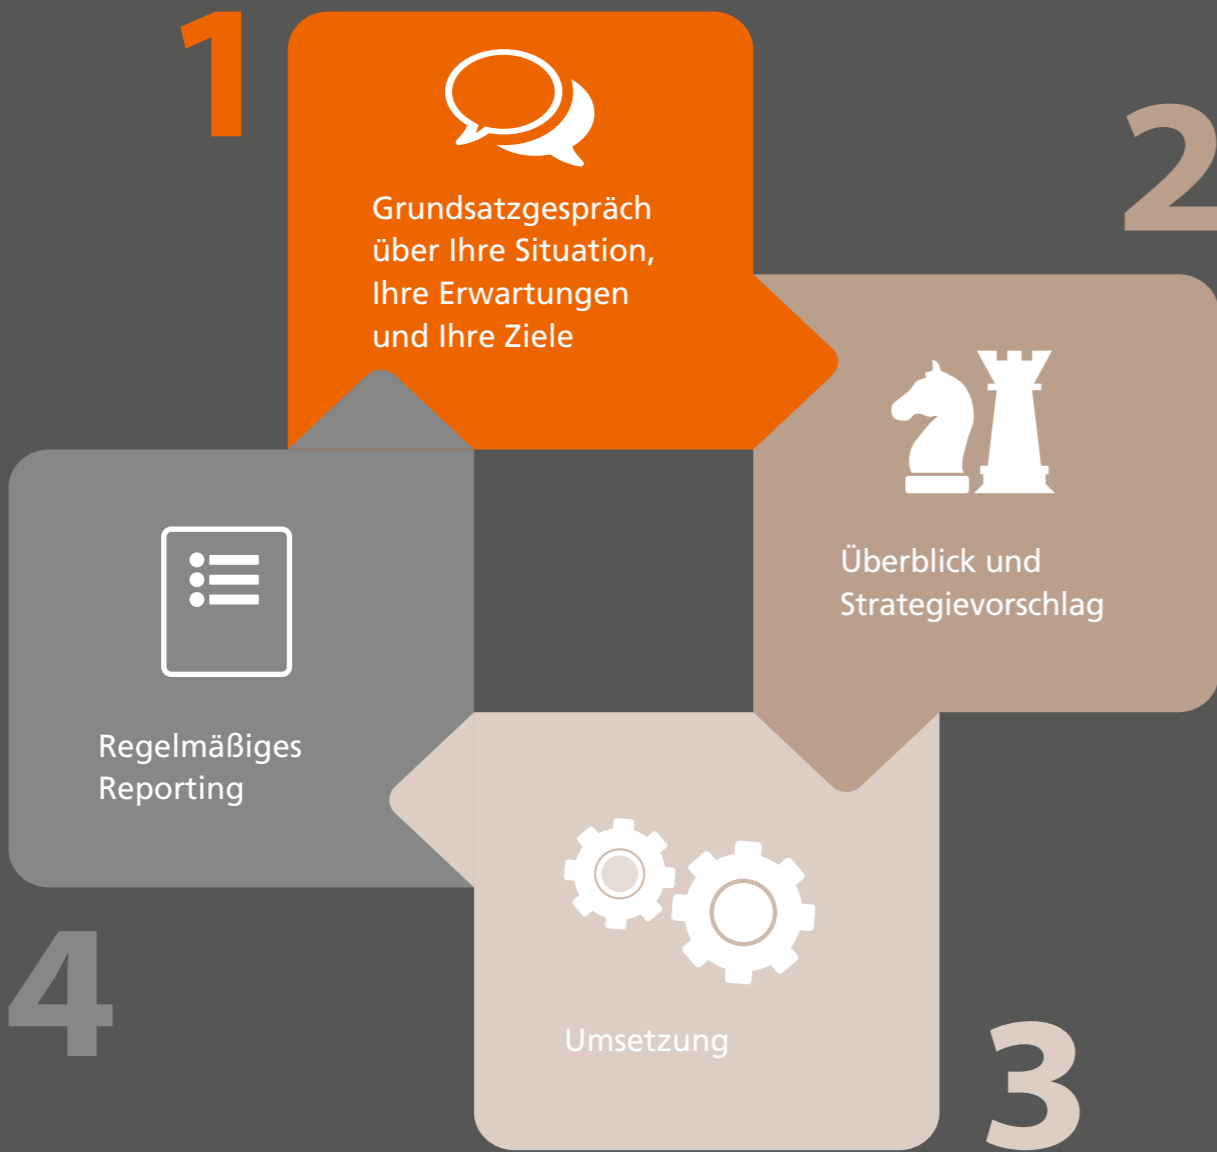 1
Grundsatzgespräch
über Ihre Situation,
Ihre Erwartungen
und Ihre Ziele
2
Überblick und
Strategievorschlag
3
Umsetzung
4
Regelmäßiges
Reporting